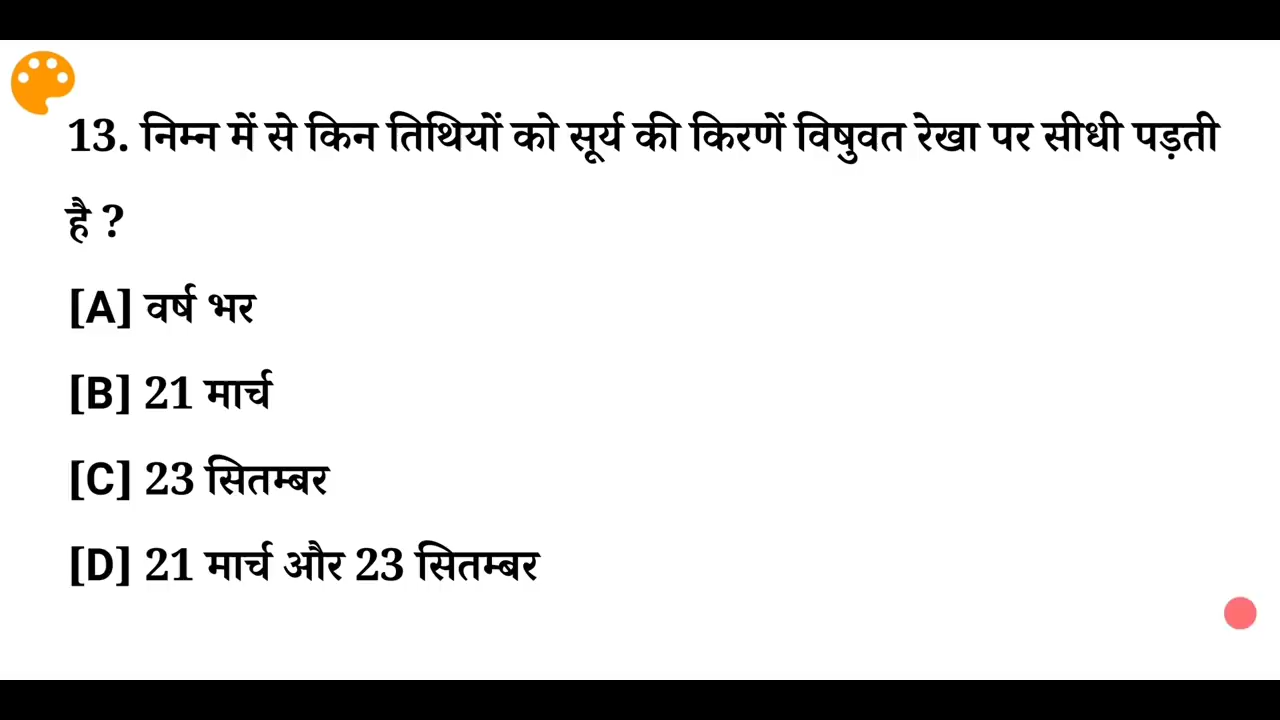 13. निम्न में से किन तिथियों को सूर्य की किरणें विषुवत रेखा पर सीधी पड़ती
है ?
[A] वर्ष भर
[B] 21 मार्च
[C] 23 सितम्बर
[D] 21 मार्च और 23 सितम्बर